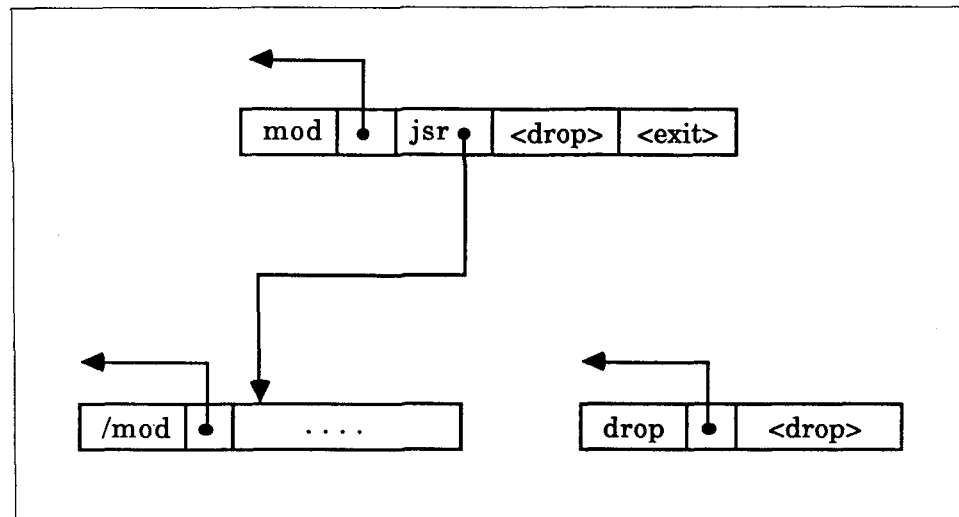 mod jsr <drop> <exit>
/mod .... drop <drop>